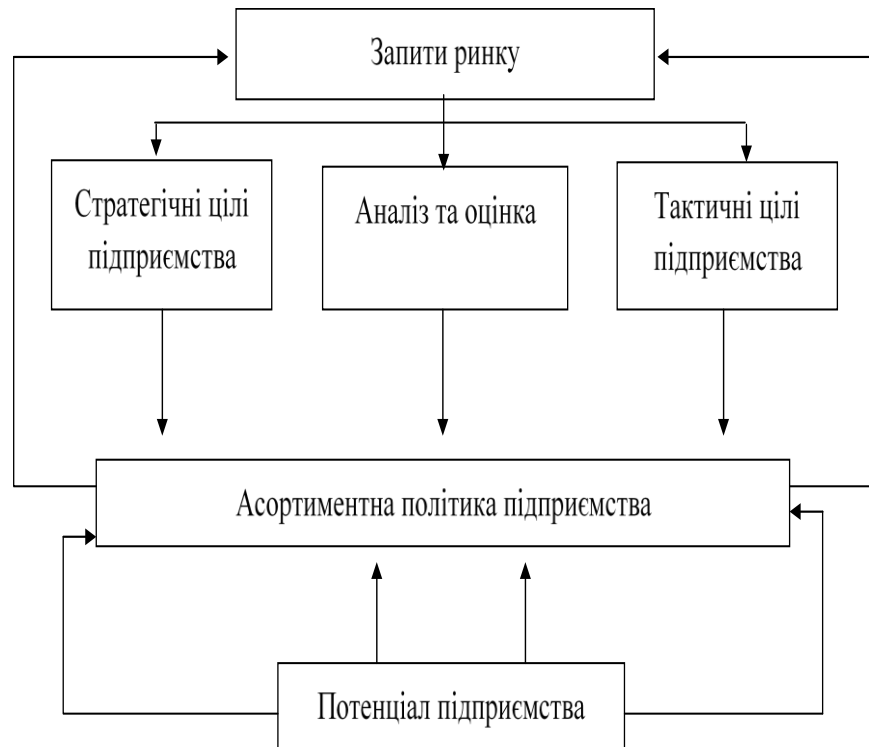 Запити ринку
Стратегічні цілі
підприємства
Аналіз та оцінка
Тактичні цілі
підприємства
Асортиментна політика підприємства
Потенціал підприємства